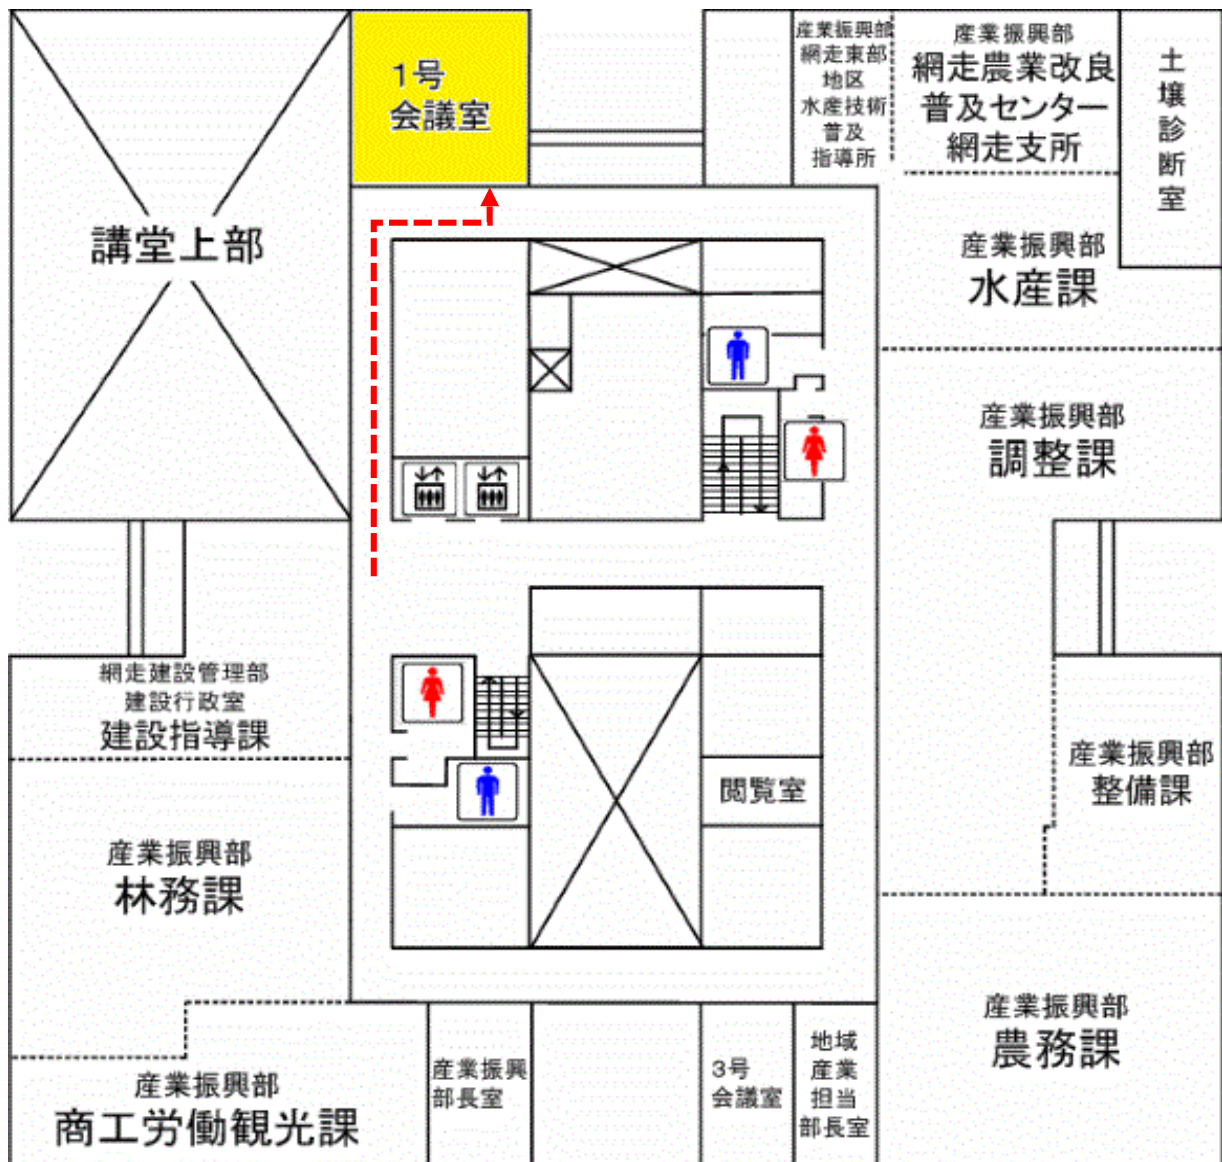 1号
会議室
産業振興部
網走東部
地区
水産技術
普及
指導所
産業振興部
網走農業改良
普及センター
網走支所
土壌診断室
講堂上部
産業振興部
水産課
産業振興部
調整課
網走建設管理部
建設行政室
建設指導課
産業振興部
整備課
閲覧室
産業振興部
林務課
産業振興部
農務課
産業振興部
商工労働観光課
産業振興
部長室
3号
会議室
地域
産業
担当
部長室